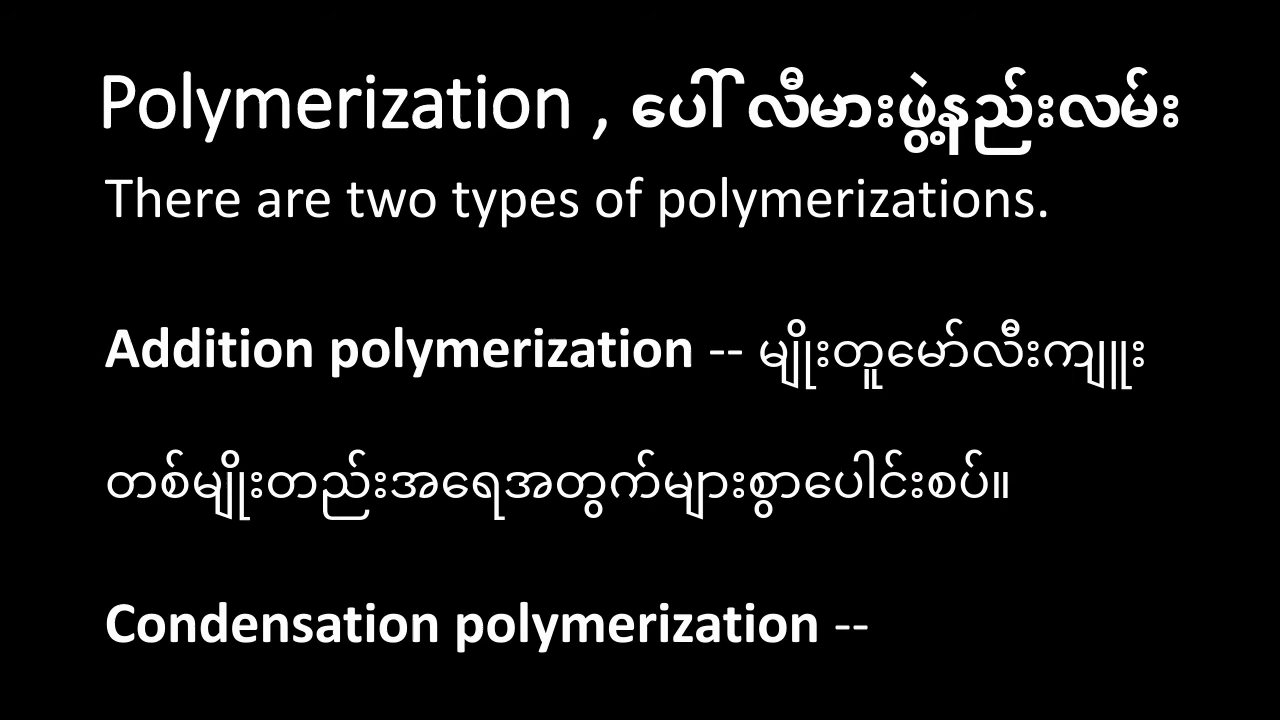 Polymerization , ပေါ်လီမားဖွဲ့နည်းလမ်း
There are two types of polymerizations.
Addition polymerization -- မျိုးတူမော်လီးကျူး
တစ်မျိုးတည်းအရေအတွက်များစွာပေါင်းစပ်။
Condensation polymerization --